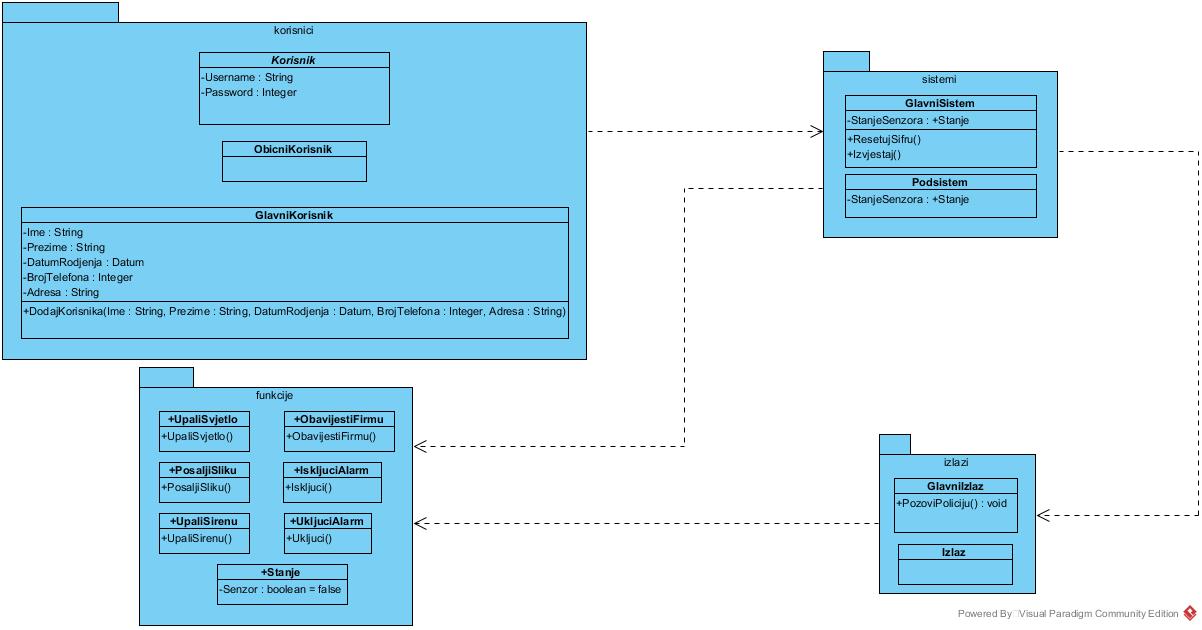 korisnici
Korisnik
-Username : String
-Password : Integer
ObicniKorisnik
GlavniKorisnik
-Ime : String
-Prezime : String
-DatumRodjenja : Datum
-BrojTelefona : Integer
-Adresa : String
+DodajKorisnika(Ime : String, Prezime : String, DatumRodjenja : Datum, BrojTelefona : Integer, Adresa : String)
sistemi
GlavniSistem
-StanjeSenzora : +Stanje
+ResetujSifru()
+Izvjestaj()
Podsistem
-StanjeSenzora : +Stanje
funkcije
+UpaliSvjetlo
+UpaliSvjetlo()
+ObavijestiFirmu
+ObavijestiFirmu()
+PosaljiSliku
+PosaljiSliku()
+IskljuciAlarm
+Iskljuci()
+UpaliSirenu
+UpaliSirenu()
+UkljuciAlarm
+Ukljuci()
+Stanje
-Senzor : boolean = false
izlazi
GlavniIzlaz
+PozoviPoliciju() : void
Izlaz
Powered By Visual Paradigm Community Edition